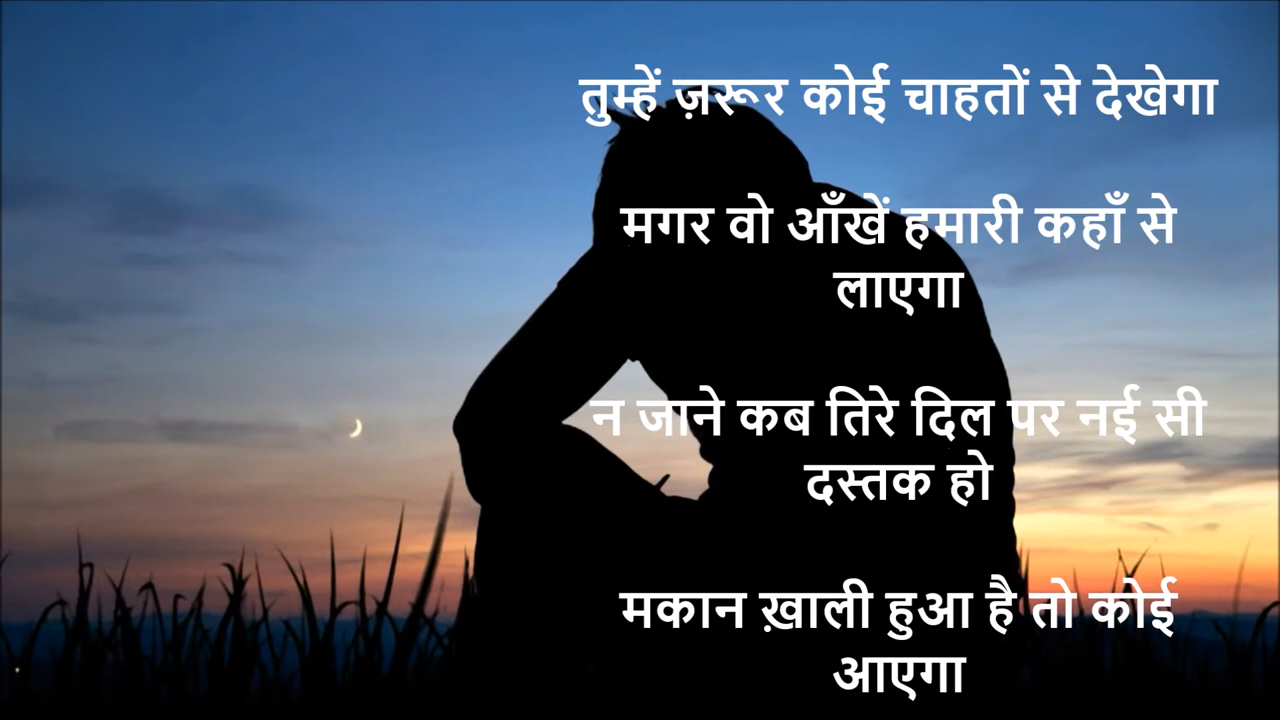 तुम्हें ज़रूर कोई चाहतों से देखेगा
मगर वो आँखें हमारी कहाँ से
लाएगा
न जाने कब तिरे दिल पर नई सी
दस्तक हो
मकान ख़ाली हुआ है तो कोई
आएगा